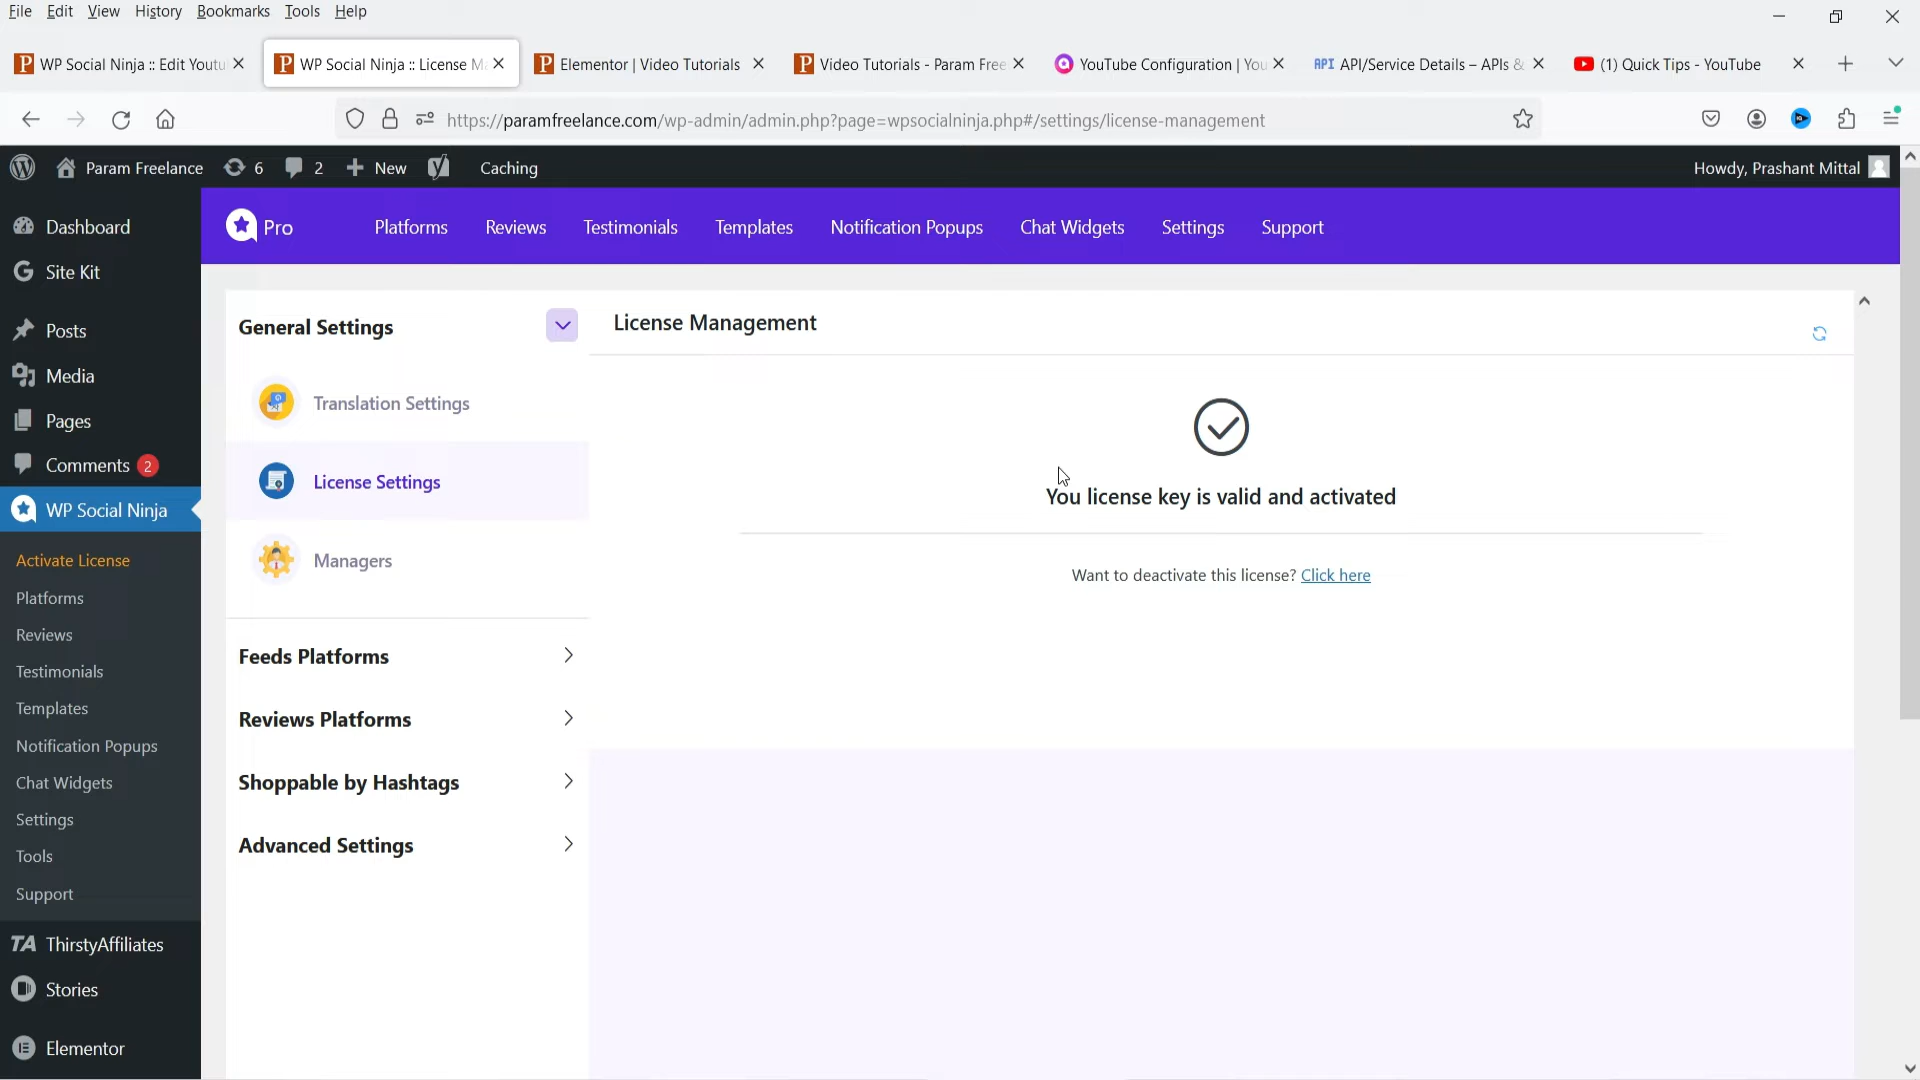 File Edit View History Bookmarks Tools Help
WP Social Ninja :: Edit Youtu
WP Social Ninja :: License Ma
Elementor | Video Tutorials
Video Tutorials - Param Free
YouTube Configuration | You
API API/Service Details – APIs &
(1) Quick Tips - YouTube
https://paramfreelance.com/wp-admin/admin.php?page=wpsocialninja.php#/settings/license-management
Param Freelance 6 2 New Caching Howdy, Prashant Mittal
Pro Platforms Reviews Testimonials Templates Notification Popups Chat Widgets Settings Support
Dashboard
Site Kit
Posts
Media
Pages
Comments 2
WP Social Ninja
Activate License
Platforms
Reviews
Testimonials
Templates
Notification Popups
Chat Widgets
Settings
Tools
Support
TA ThirstyAffiliates
Stories
Elementor
General Settings
Translation Settings
License Settings
Managers
Feeds Platforms
Reviews Platforms
Shoppable by Hashtags
Advanced Settings
License Management
You license key is valid and activated
Want to deactivate this license? Click here